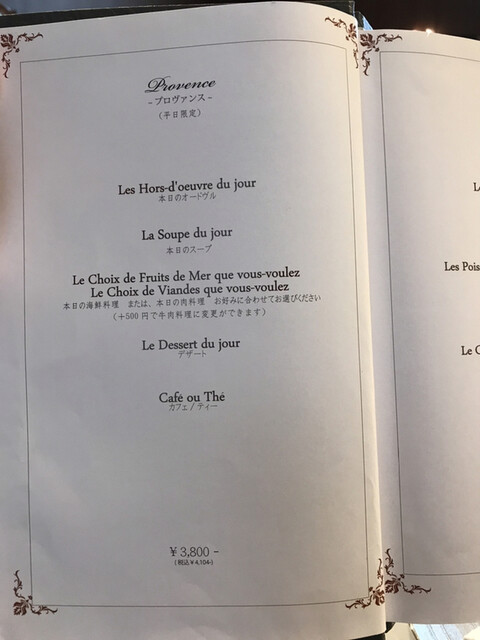 Provence
- プロヴァンス -
（平日限定）
Les Hors-d'oeuvre du jour
本日のオードヴル
La Soupe du jour
本日のスープ
Le Choix de Fruits de Mer que vous-voulez
Le Choix de Viandes que vous-voulez
本日の海鮮料理　または、本日の肉料理　お好みに合わせてお選びください
（＋500 円で牛肉料理に変更ができます）
Le Dessert du jour
デザート
Café ou Thé
カフェ / ティー
￥3,800 -
(税込￥4,104-)
Les Pois